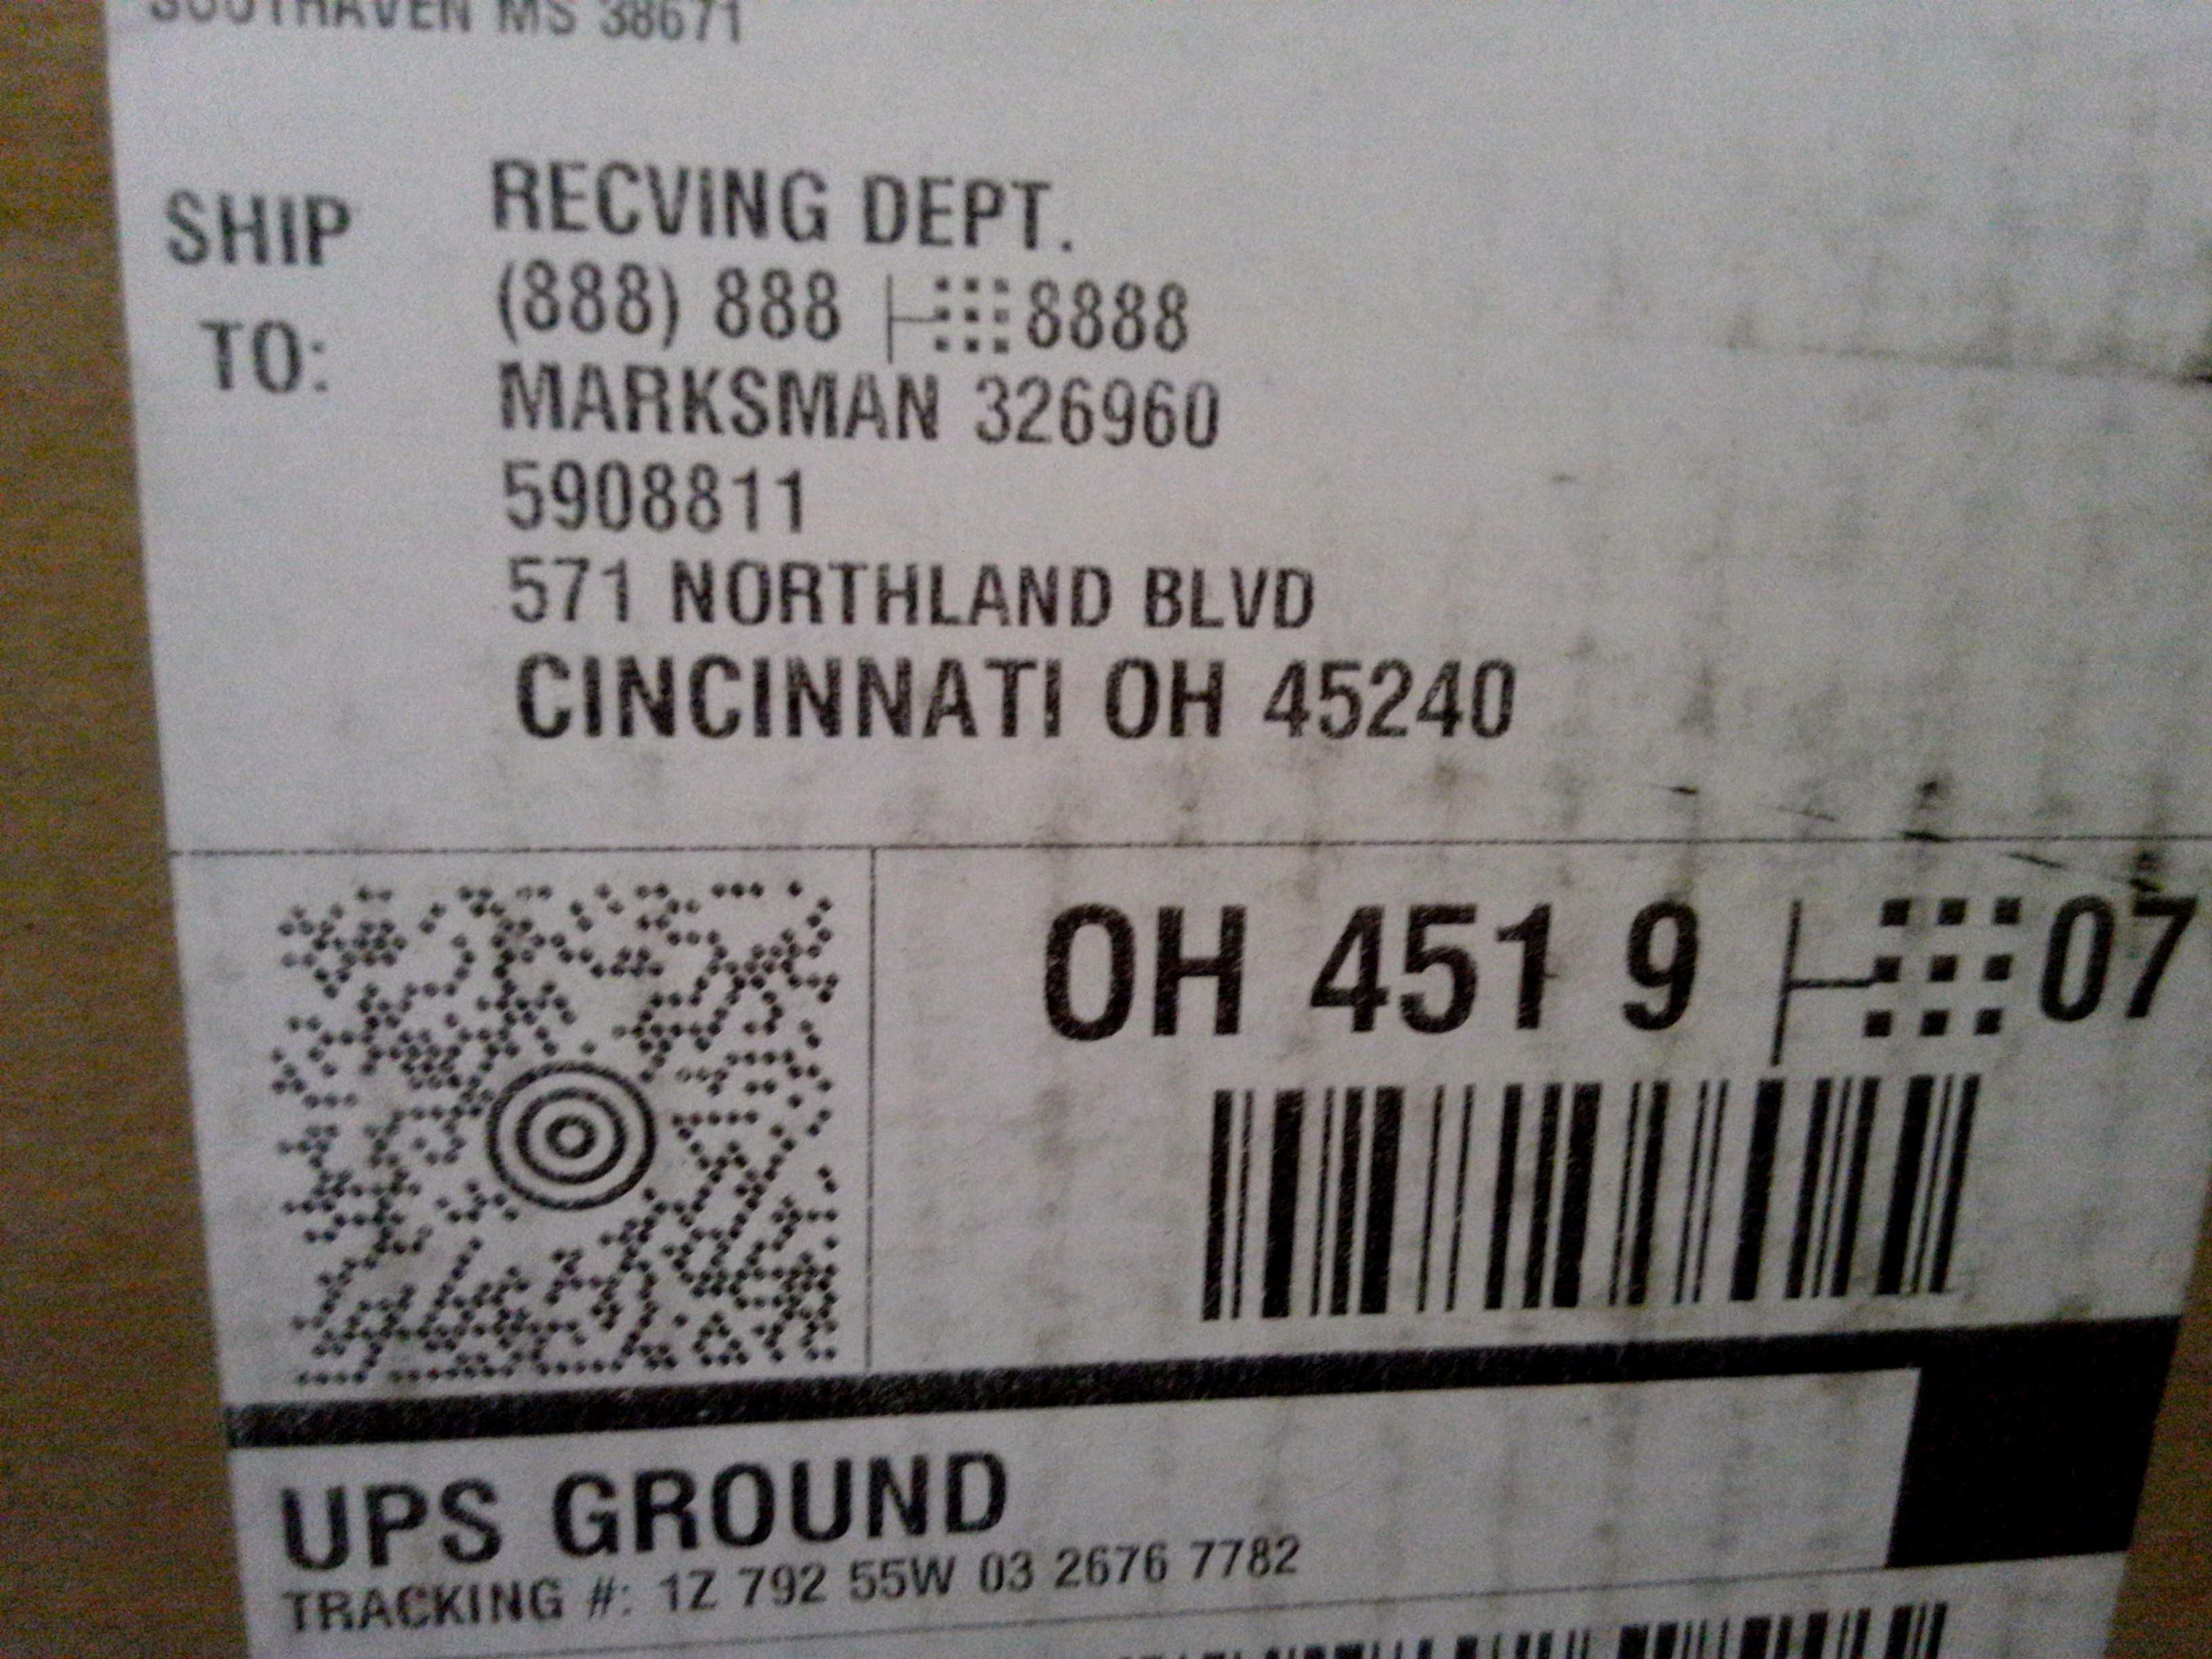 SOUTHAVEN MS 38671
SHIP TO:
RECVING DEPT.
(888) 888 8888
MARKSMAN 326960
5908811
571 NORTHLAND BLVD
CINCINNATI OH 45240
OH 451 9 07
UPS GROUND
TRACKING #: 1Z 792 55W 03 2676 7782